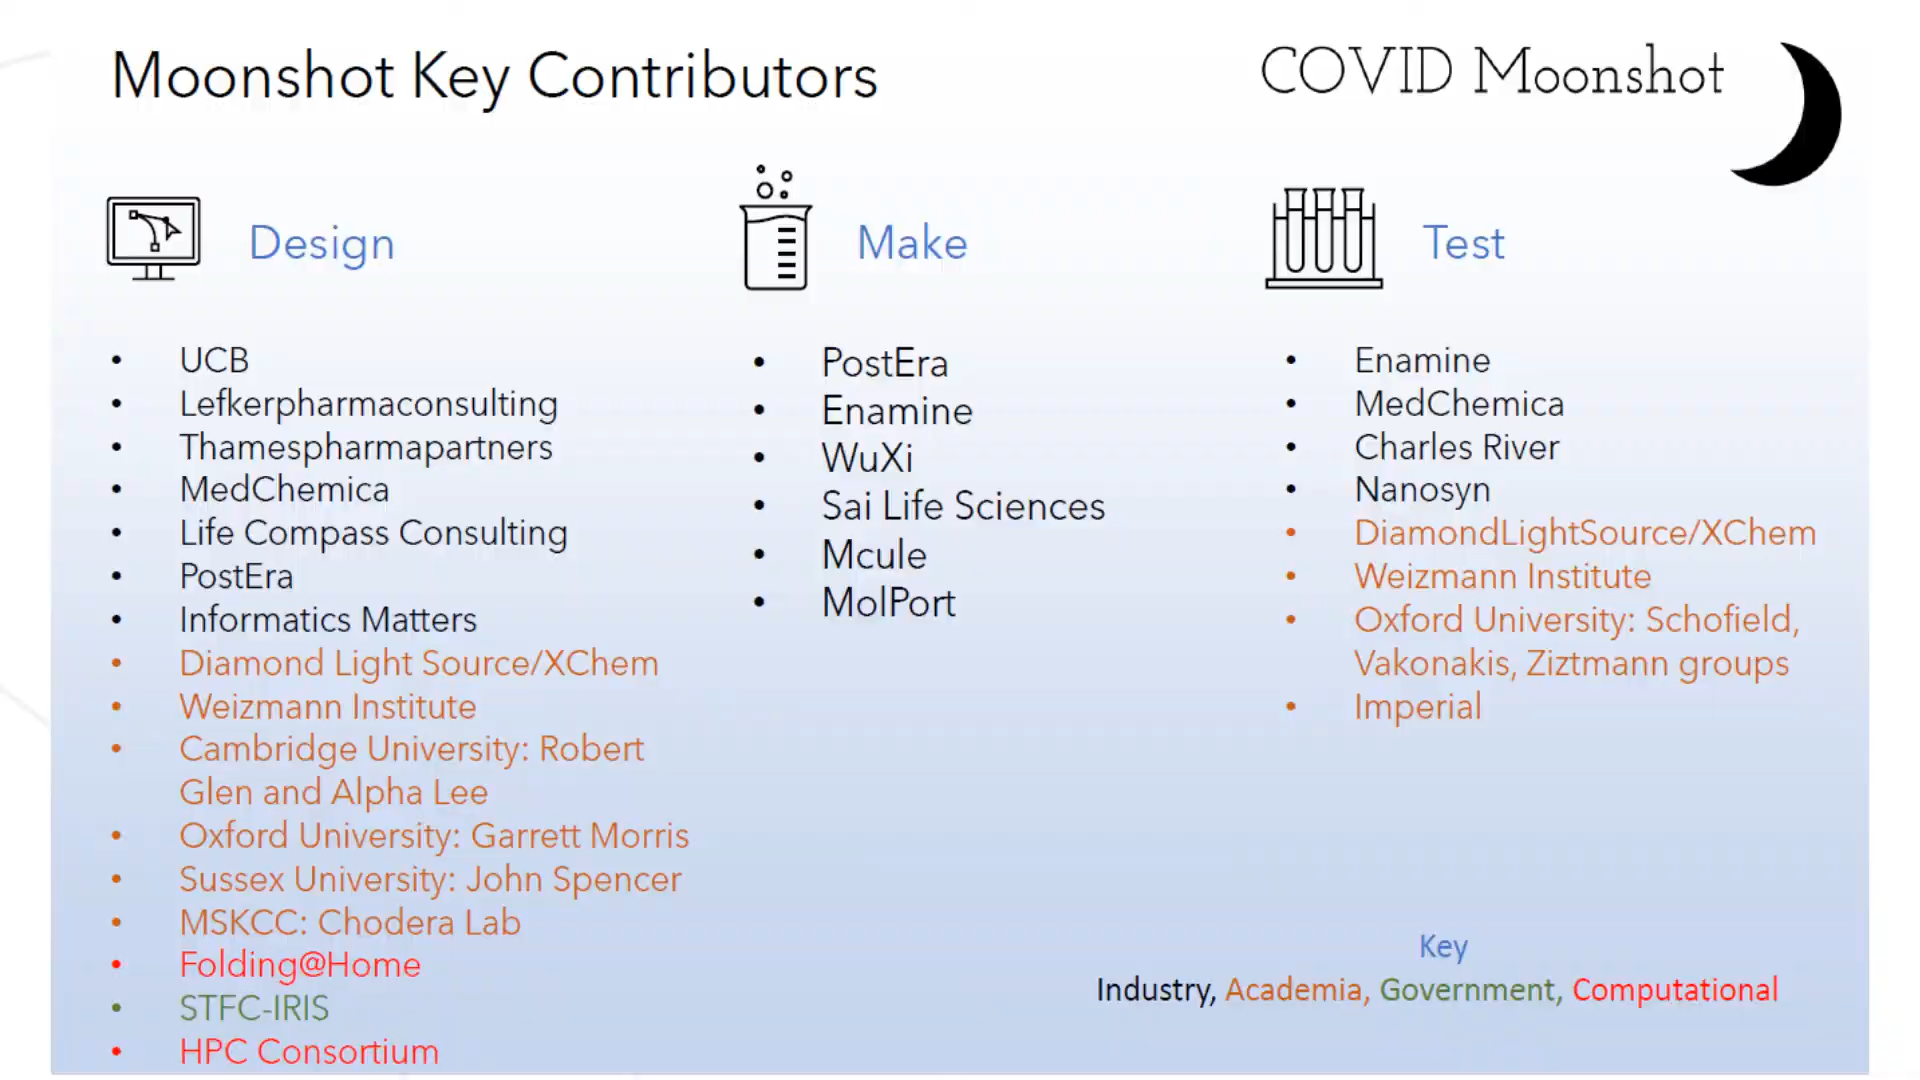 Moonshot Key Contributors
COVID Moonshot
Design
• UCB
• Lefkerpharmaconsulting
• Thamespharmapartners
• MedChemica
• Life Compass Consulting
• PostEra
• Informatics Matters
• Diamond Light Source/XChem
• Weizmann Institute
• Cambridge University: Robert
Glen and Alpha Lee
• Oxford University: Garrett Morris
• Sussex University: John Spencer
• MSKCC: Chodera Lab
• Folding@Home
• STFC-IRIS
• HPC Consortium
Make
• PostEra
• Enamine
• WuXi
• Sai Life Sciences
• Mcule
• MolPort
Test
• Enamine
• MedChemica
• Charles River
• Nanosyn
• DiamondLightSource/XChem
• Weizmann Institute
• Oxford University: Schofield,
Vakonakis, Ziztmann groups
• Imperial
Key
Industry, Academia, Government, Computational